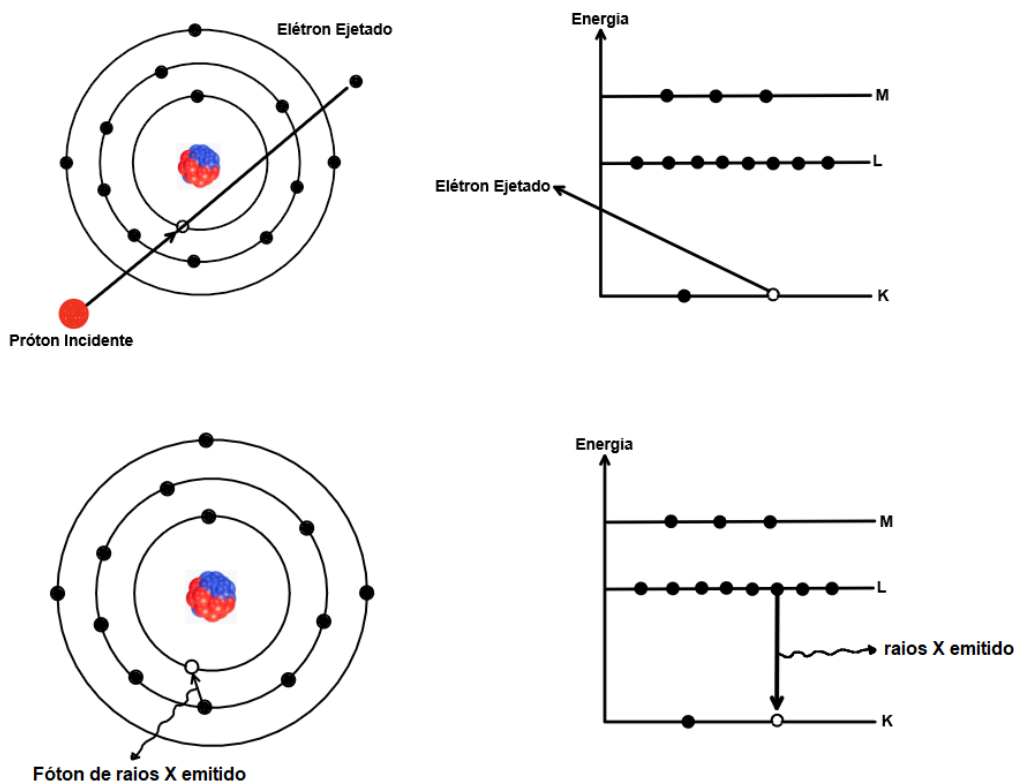 Elétron Ejetado
Próton Incidente
Energia
M
L
Elétron Ejetado
K
Fóton de raios X emitido
Energia
M
L
raios X emitido
K